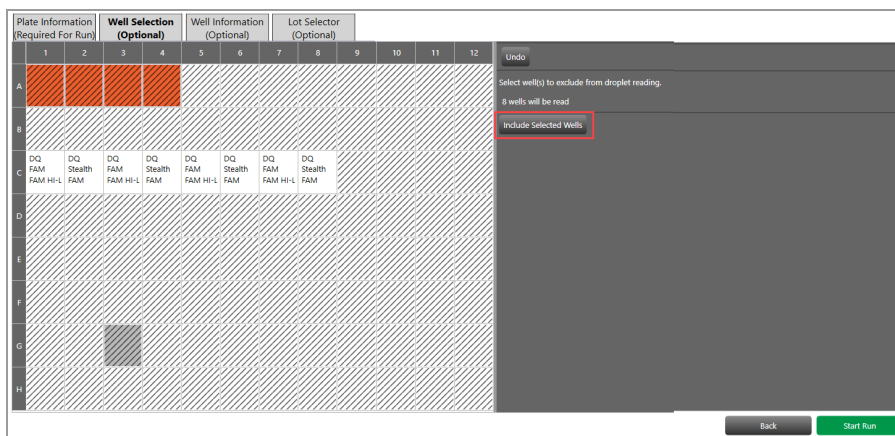 Plate Information
(Required For Run)
Well Selection
(Optional)
Well Information
(Optional)
Lot Selector
(Optional)
1 2 3 4 5 6 7 8 9 10 11 12
Undo
Select well(s) to exclude from droplet reading.
8 wells will be read
Include Selected Wells
A
B
C
DQ DQ DQ DQ DQ DQ DQ DQ
FAM Stealth FAM Stealth FAM Stealth FAM Stealth
FAM HI-L FAM FAM HI-L FAM FAM HI-L FAM FAM HI-L FAM
D
E
F
G
H
Back
Start Run